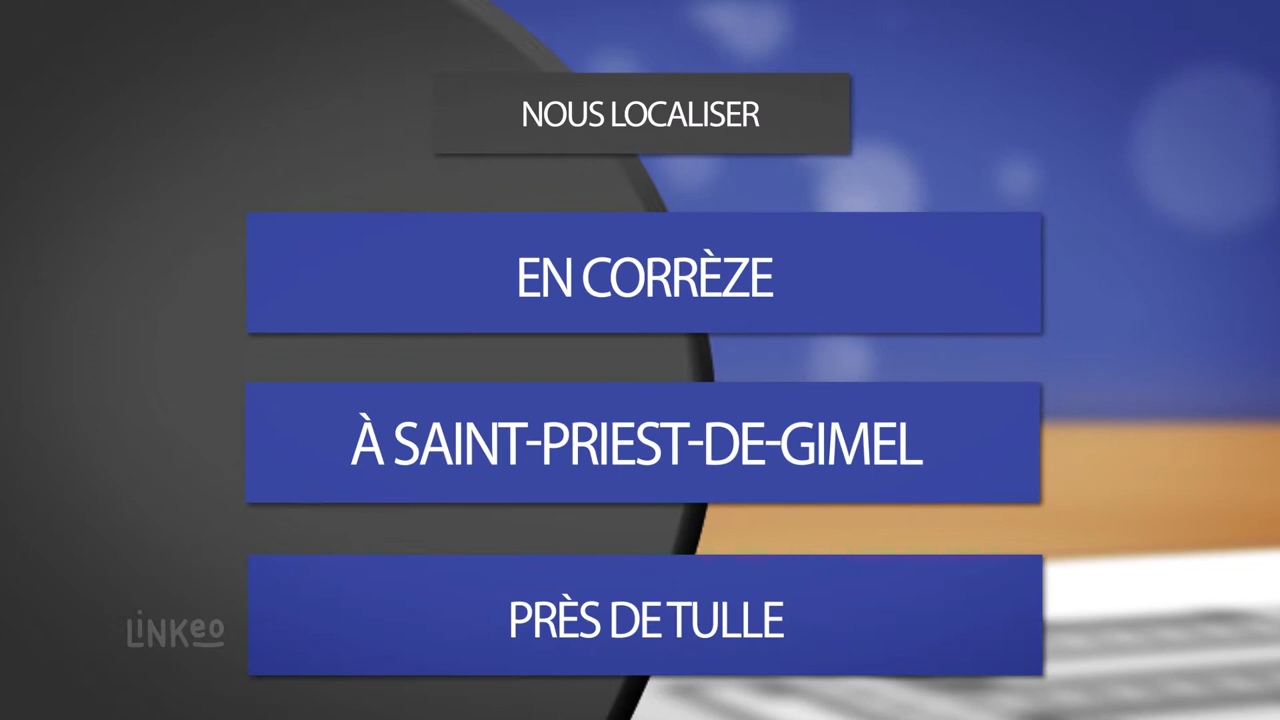 NOUS LOCALISER
EN CORRÈZE
À SAINT-PRIEST-DE-GIMEL
PRÈS DE TULLE
LiNKeo